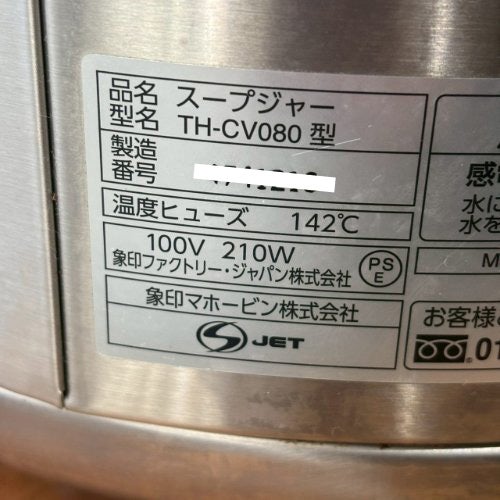 品名 スープジャー
型名 TH-CV080 型
製造
番号
温度ヒューズ 142℃
100V 210W
象印ファクトリー・ジャパン株式会社
PS
E
象印マホービン株式会社
S JET
感
水に
水を
M
お客様
01